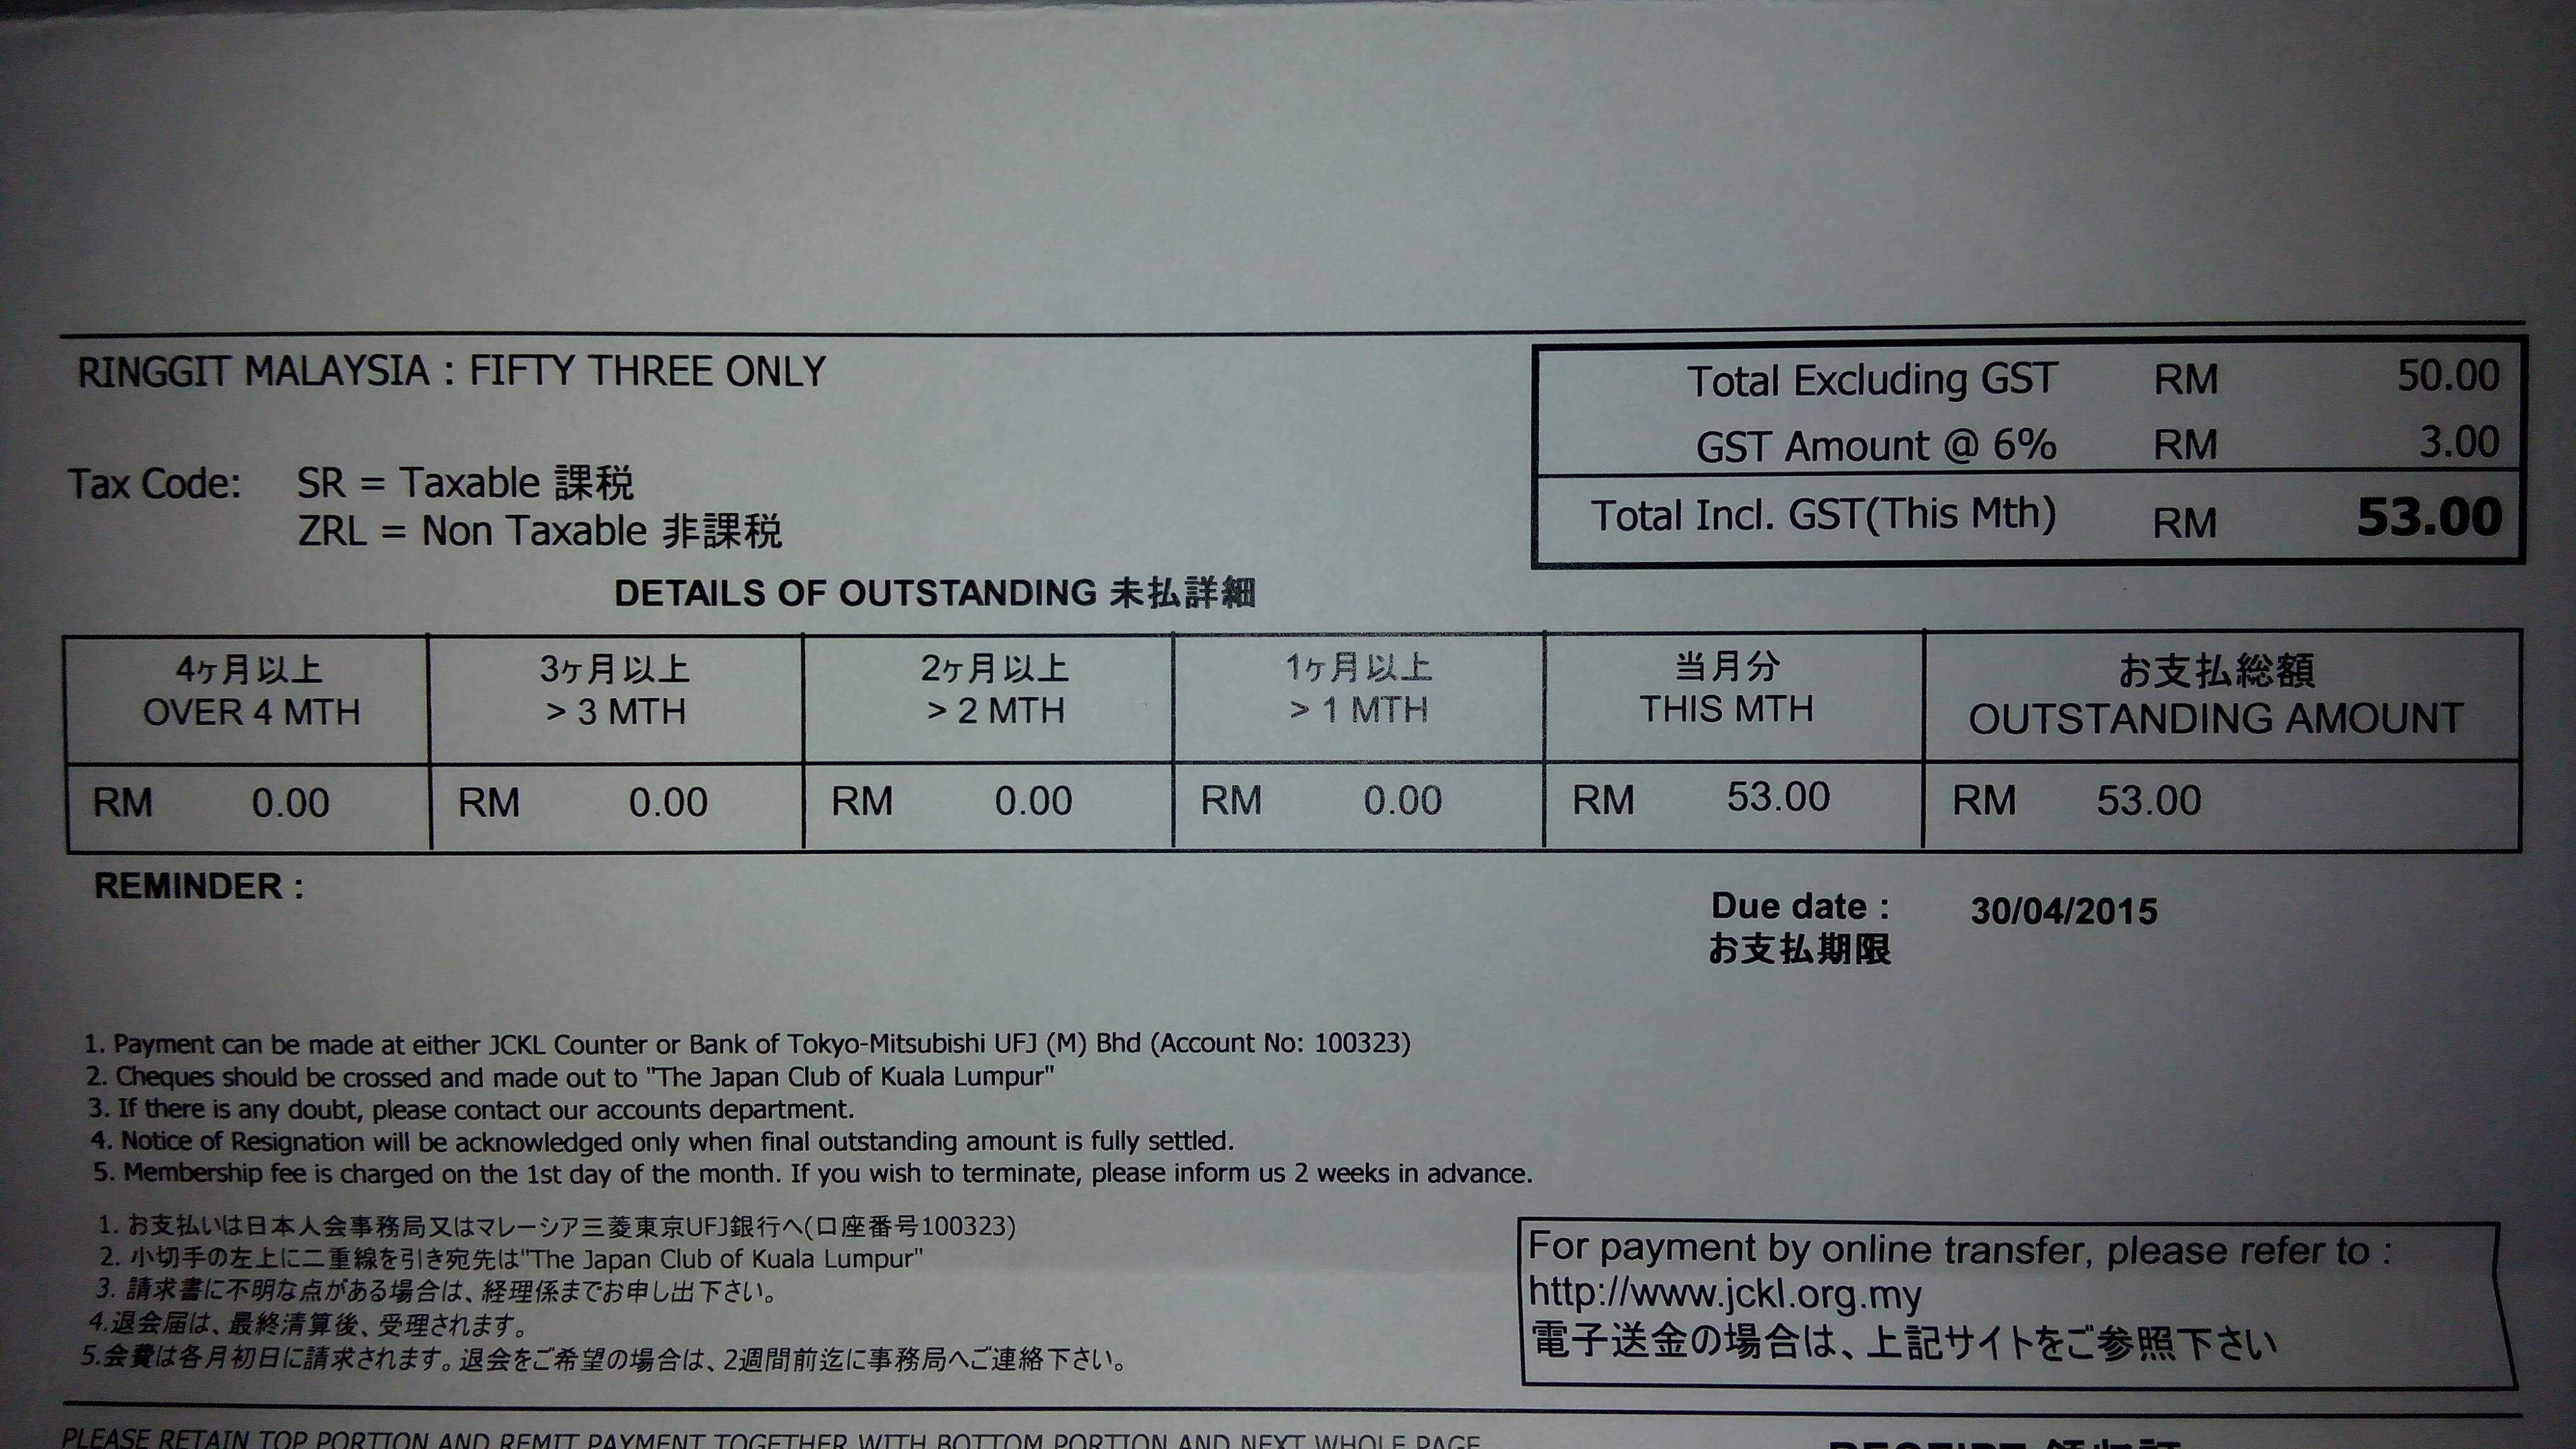 RINGGIT MALAYSIA : FIFTY THREE ONLY
Total Excluding GST RM 50.00
GST Amount @ 6% RM 3.00
Total Incl. GST(This Mth) RM 53.00
Tax Code: SR = Taxable 課税
ZRL = Non Taxable 非課税
DETAILS OF OUTSTANDING 未払詳細
4ヶ月以上 3ヶ月以上 2ヶ月以上 1ヶ月以上 当月分 お支払総額
OVER 4 MTH > 3 MTH > 2 MTH > 1 MTH THIS MTH OUTSTANDING AMOUNT
RM 0.00 RM 0.00 RM 0.00 RM 0.00 RM 53.00 RM 53.00
REMINDER :
Due date : 30/04/2015
お支払期限
1. Payment can be made at either JCKL Counter or Bank of Tokyo-Mitsubishi UFJ (M) Bhd (Account No: 100323)
2. Cheques should be crossed and made out to "The Japan Club of Kuala Lumpur"
3. If there is any doubt, please contact our accounts department.
4. Notice of Resignation will be acknowledged only when final outstanding amount is fully settled.
5. Membership fee is charged on the 1st day of the month. If you wish to terminate, please inform us 2 weeks in advance.
1. お支払いは日本人会事務局又はマレーシア三菱東京UFJ銀行へ(口座番号100323)
2. 小切手の左上に二重線を引き宛先は"The Japan Club of Kuala Lumpur"
3. 請求書に不明な点がある場合は、経理係までお申し出下さい。
4.退会届は、最終清算後、受理されます。
5.会費は各月初日に請求されます。退会をご希望の場合は、2週間前迄に事務局へご連絡下さい。
For payment by online transfer, please refer to :
http://www.jckl.org.my
電子送金の場合は、上記サイトをご参照下さい
PLEASE RETAIN TOP PORTION AND REMIT PAYMENT TOGETHER WITH BOTTOM PORTION AND NEXT WHOLE PAGE
RECEIPT 領収証